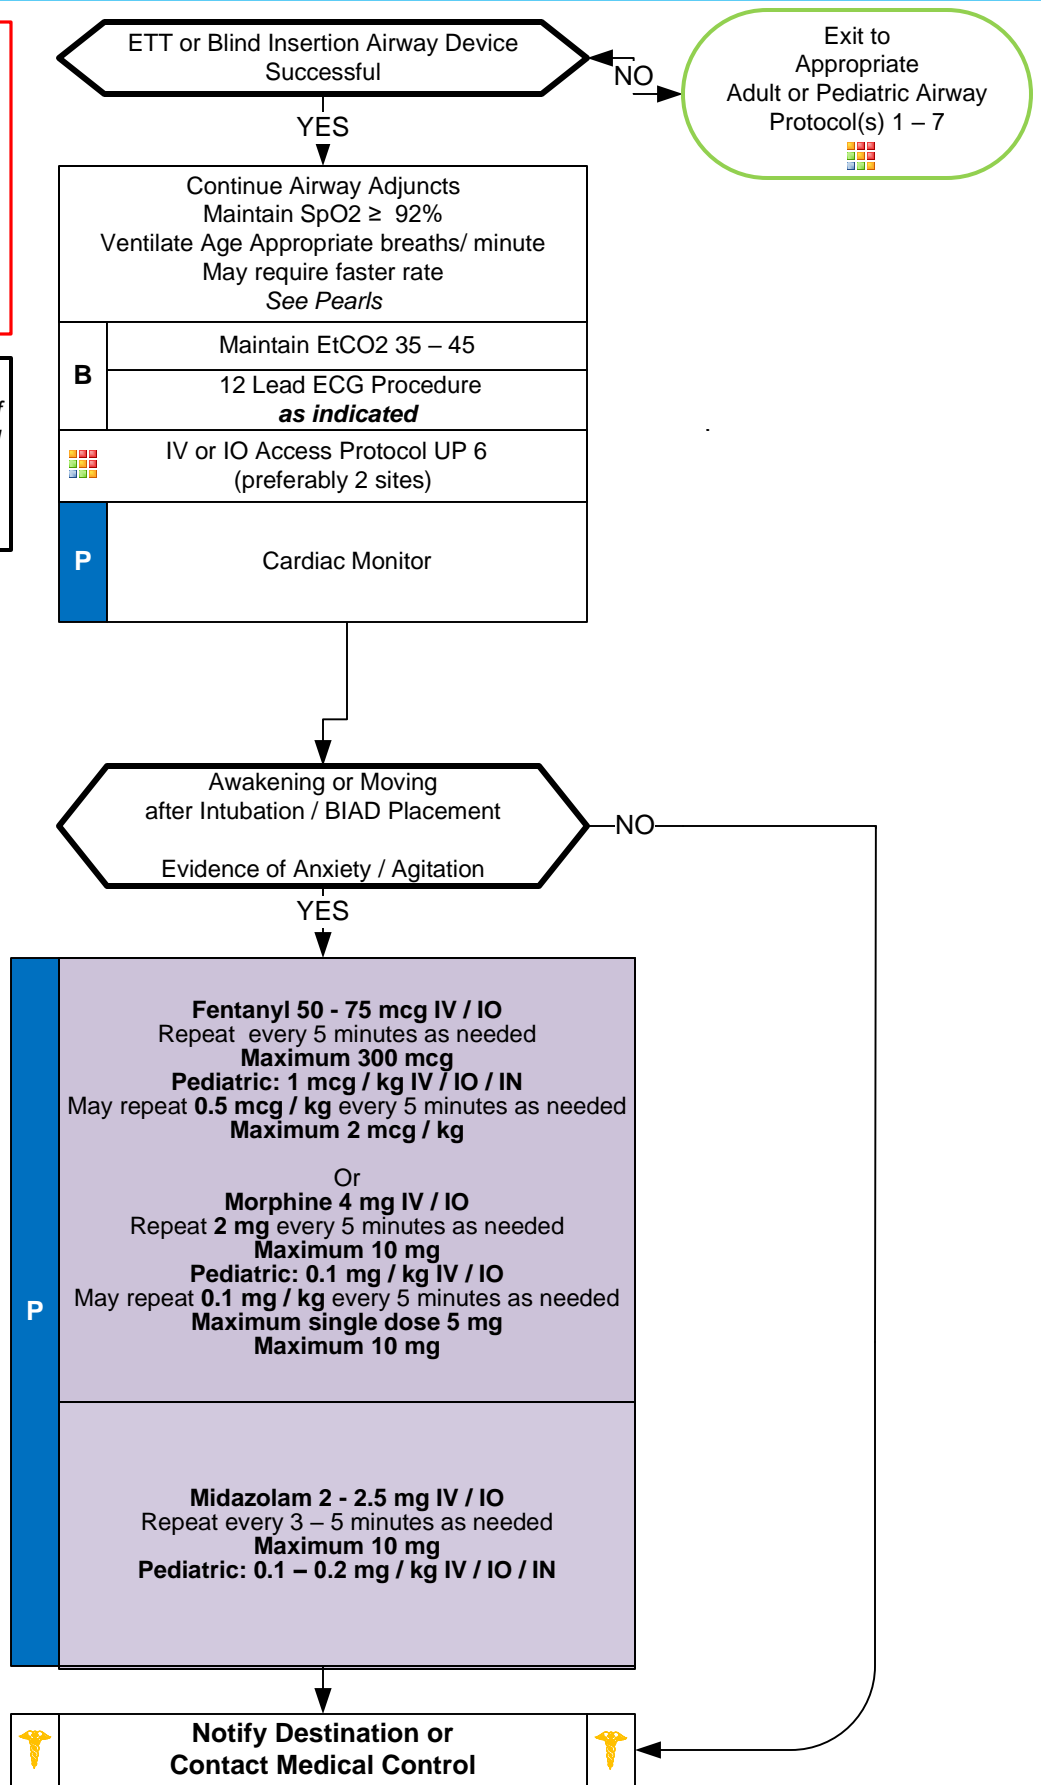 ETT or Blind Insertion Airway Device
Successful
NO
Exit to
Appropriate
Adult or Pediatric Airway
Protocol(s) 1 – 7
YES
Continue Airway Adjuncts
Maintain SpO2 ≥ 92%
Ventilate Age Appropriate breaths/ minute
May require faster rate
See Pearls
B
Maintain EtCO2 35 – 45
12 Lead ECG Procedure
as indicated
IV or IO Access Protocol UP 6
(preferably 2 sites)
P
Cardiac Monitor
Awakening or Moving
after Intubation / BIAD Placement
Evidence of Anxiety / Agitation
NO
YES
P
Fentanyl 50 - 75 mcg IV / IO
Repeat every 5 minutes as needed
Maximum 300 mcg
Pediatric: 1 mcg / kg IV / IO / IN
May repeat 0.5 mcg / kg every 5 minutes as needed
Maximum 2 mcg / kg
Or
Morphine 4 mg IV / IO
Repeat 2 mg every 5 minutes as needed
Maximum 10 mg
Pediatric: 0.1 mg / kg IV / IO
May repeat 0.1 mg / kg every 5 minutes as needed
Maximum single dose 5 mg
Maximum 10 mg
Midazolam 2 - 2.5 mg IV / IO
Repeat every 3 – 5 minutes as needed
Maximum 10 mg
Pediatric: 0.1 – 0.2 mg / kg IV / IO / IN
Notify Destination or
Contact Medical Control